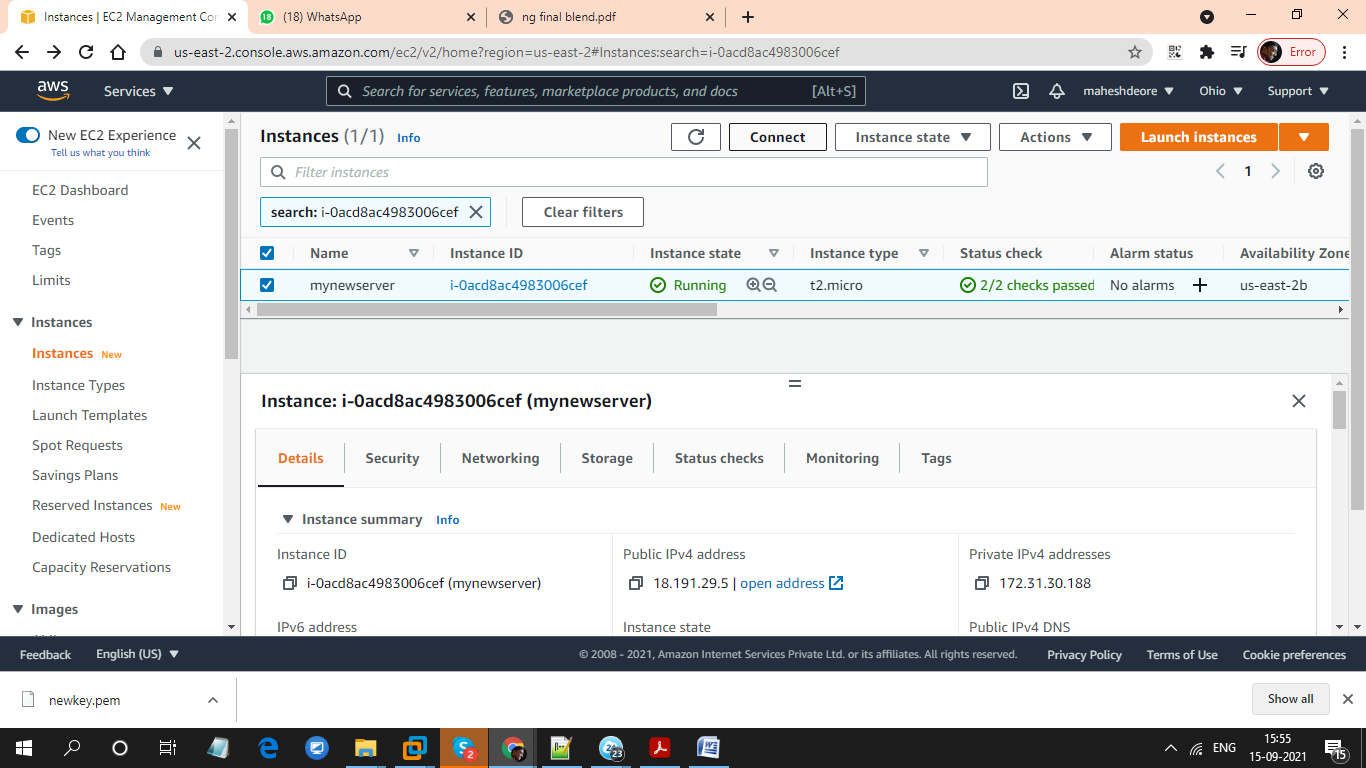 Instances | EC2 Management Con
(18) WhatsApp
ng final blend.pdf
us-east-2.console.aws.amazon.com/ec2/v2/home?region=us-east-2#Instances:search=i-0acd8ac4983006cef
Error
aws
Services
Search for services, features, marketplace products, and docs [Alt+S]
maheshdeore
Ohio
Support
New EC2 Experience
Tell us what you think
EC2 Dashboard
Events
Tags
Limits
Instances
Instances New
Instance Types
Launch Templates
Spot Requests
Savings Plans
Reserved Instances New
Dedicated Hosts
Capacity Reservations
Images
Instances (1/1) Info
Connect
Instance state
Actions
Launch instances
Filter instances
1
search: i-0acd8ac4983006cef
Clear filters
Name Instance ID Instance state Instance type Status check Alarm status Availability Zone
mynewserver i-0acd8ac4983006cef Running t2.micro 2/2 checks passed No alarms us-east-2b
Instance: i-0acd8ac4983006cef (mynewserver)
Details Security Networking Storage Status checks Monitoring Tags
Instance summary Info
Instance ID Public IPv4 address Private IPv4 addresses
i-0acd8ac4983006cef (mynewserver) 18.191.29.5 | open address 172.31.30.188
IPv6 address Instance state Public IPv4 DNS
Feedback English (US) © 2008 - 2021, Amazon Internet Services Private Ltd. or its affiliates. All rights reserved. Privacy Policy Terms of Use Cookie preferences
newkey.pem
Show all
2
23
ENG
15:55
15-09-2021
15